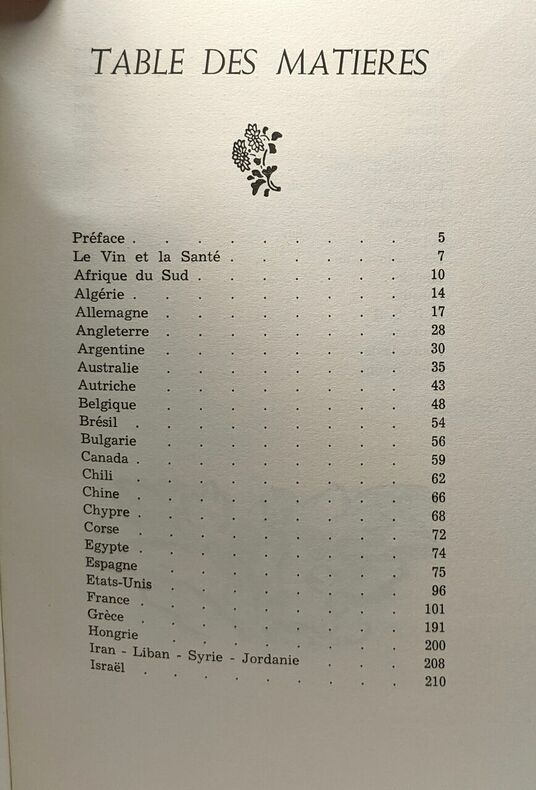 TABLE DES MATIERES
Préface . . . . . . . . . 5
Le Vin et la Santé . . . . . . 7
Afrique du Sud . . . . . . . 10
Algérie . . . . . . . . . 14
Allemagne . . . . . . . . 17
Angleterre . . . . . . . . 28
Argentine . . . . . . . . 30
Australie . . . . . . . . 35
Autriche . . . . . . . . 43
Belgique . . . . . . . . 48
Brésil . . . . . . . . . 54
Bulgarie . . . . . . . . 56
Canada . . . . . . . . . 59
Chili . . . . . . . . . 62
Chine . . . . . . . . . 66
Chypre . . . . . . . . . 68
Corse . . . . . . . . . 72
Egypte . . . . . . . . . 74
Espagne . . . . . . . . 75
Etats-Unis . . . . . . . . 96
France . . . . . . . . . 101
Grèce . . . . . . . . . 191
Hongrie . . . . . . . . 200
Iran - Liban - Syrie - Jordanie . . . . 208
Israël . . . . . . . . . 210